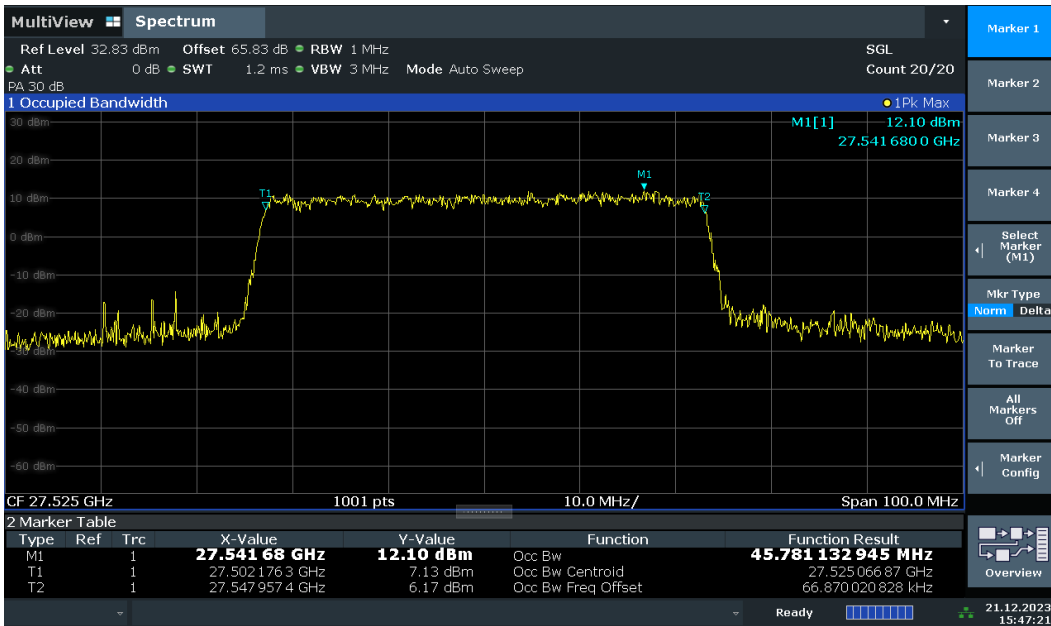 MultiView Spectrum
Marker 1
Ref Level 32.83 dBm Offset 65.83 dB RBW 1 MHz SGL
Att 0 dB SWT 1.2 ms VBW 3 MHz Mode Auto Sweep Count 20/20
PA 30 dB
Marker 2
1 Occupied Bandwidth 1Pk Max
30 dBm M1[1] 12.10 dBm
27.541 680 0 GHz
Marker 3
20 dBm
M1
T1 T2
10 dBm
Marker 4
0 dBm
Select
Marker
(M1)
-10 dBm
Mkr Type
Norm Delta
-20 dBm
-30 dBm
Marker
To Trace
-40 dBm
All
Markers
Off
-50 dBm
-60 dBm
Marker
Config
CF 27.525 GHz 1001 pts 10.0 MHz/ Span 100.0 MHz
2 Marker Table
Type Ref Trc X-Value Y-Value Function Function Result
M1 1 27.541 68 GHz 12.10 dBm Occ Bw 45.781 132 945 MHz
T1 1 27.502 176 3 GHz 7.13 dBm Occ Bw Centroid 27.525 066 87 GHz
T2 1 27.547 957 4 GHz 6.17 dBm Occ Bw Freq Offset 66.870 020 828 kHz
Overview
Ready 21.12.2023
15:47:21